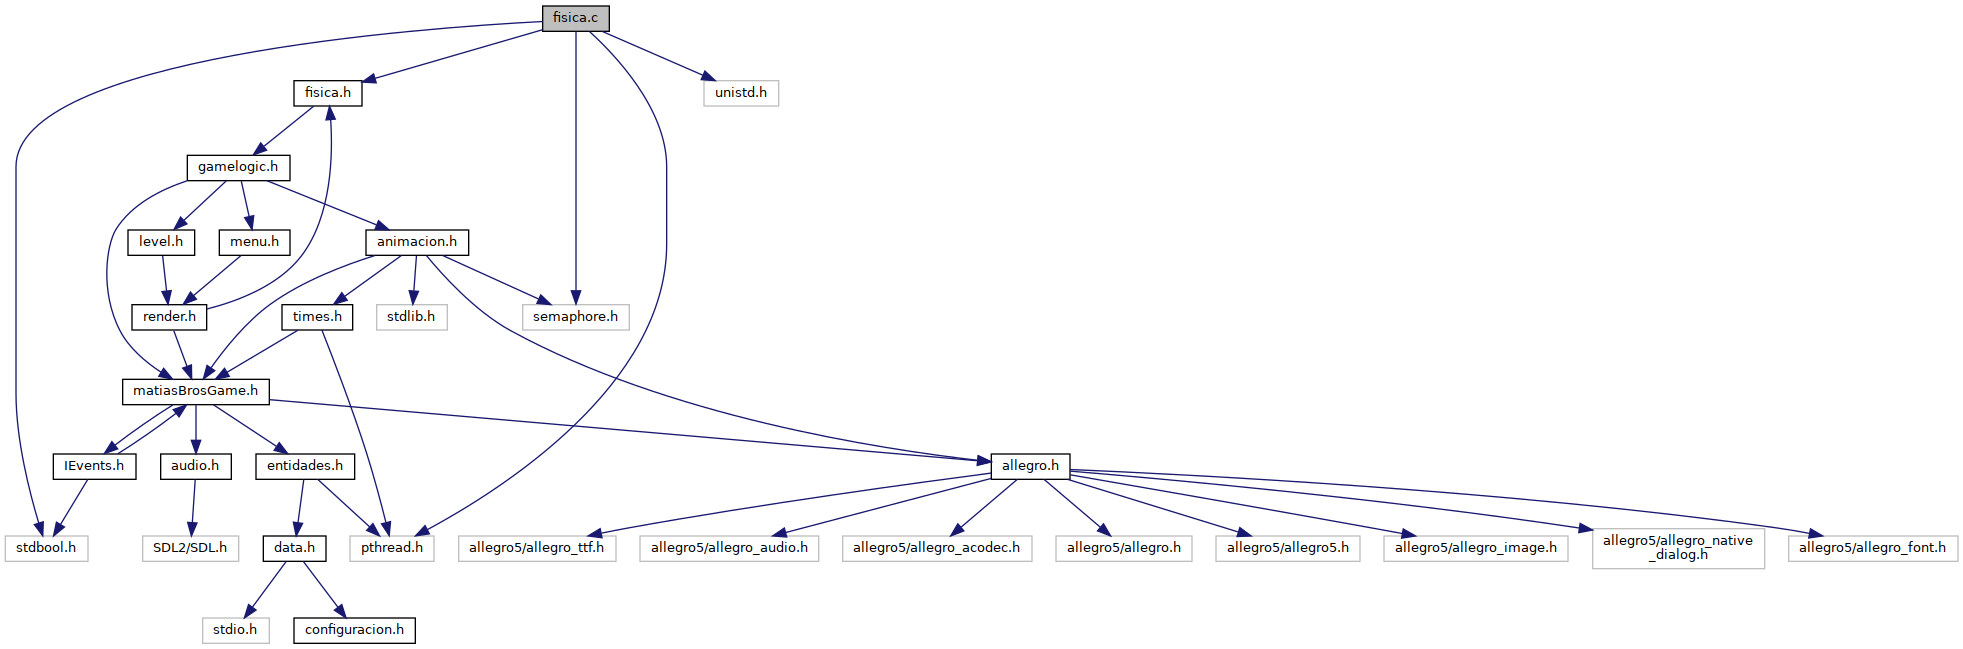 fisica.c
fisica.h
unistd.h
gamelogic.h
level.h
menu.h
animacion.h
render.h
times.h
stdlib.h
semaphore.h
matiasBrosGame.h
IEvents.h
audio.h
entidades.h
allegro.h
stdbool.h
SDL2/SDL.h
data.h
pthread.h
allegro5/allegro_ttf.h
allegro5/allegro_audio.h
allegro5/allegro_acodec.h
allegro5/allegro.h
allegro5/allegro5.h
allegro5/allegro_image.h
allegro5/allegro_native
_dialog.h
allegro5/allegro_font.h
stdio.h
configuracion.h